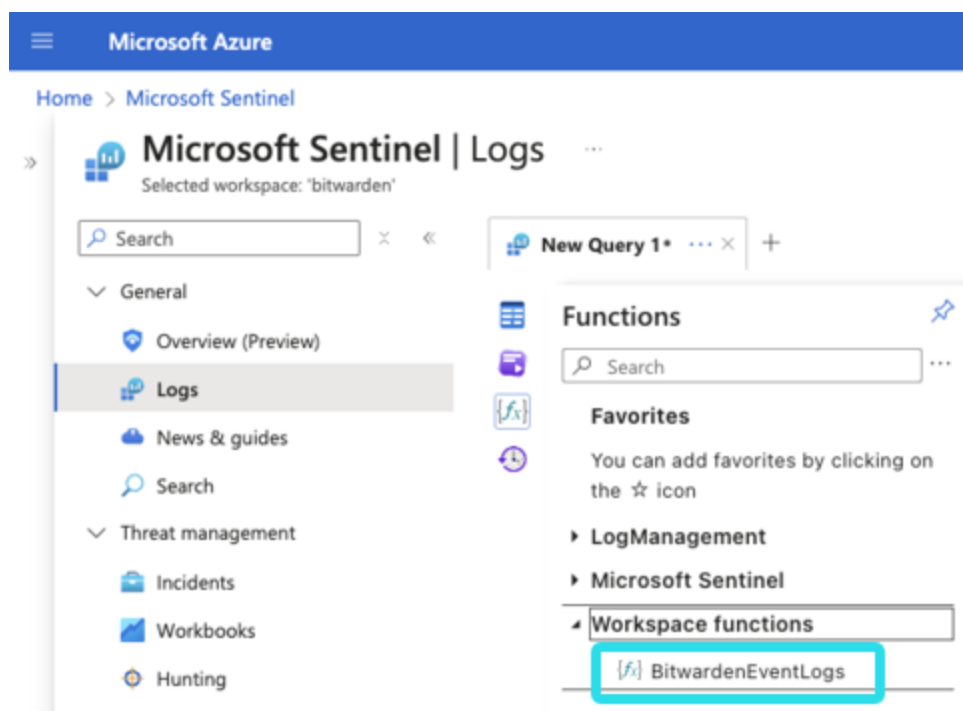 Microsoft Azure
Home > Microsoft Sentinel
Microsoft Sentinel | Logs ...
Selected workspace: 'bitwarden'
Search
General
Overview (Preview)
Logs
News & guides
Search
Threat management
Incidents
Workbooks
Hunting
New Query 1* ...
Functions
Search ...
Favorites
You can add favorites by clicking on
the ☆ icon
LogManagement
Microsoft Sentinel
Workspace functions
{fx} BitwardenEventLogs